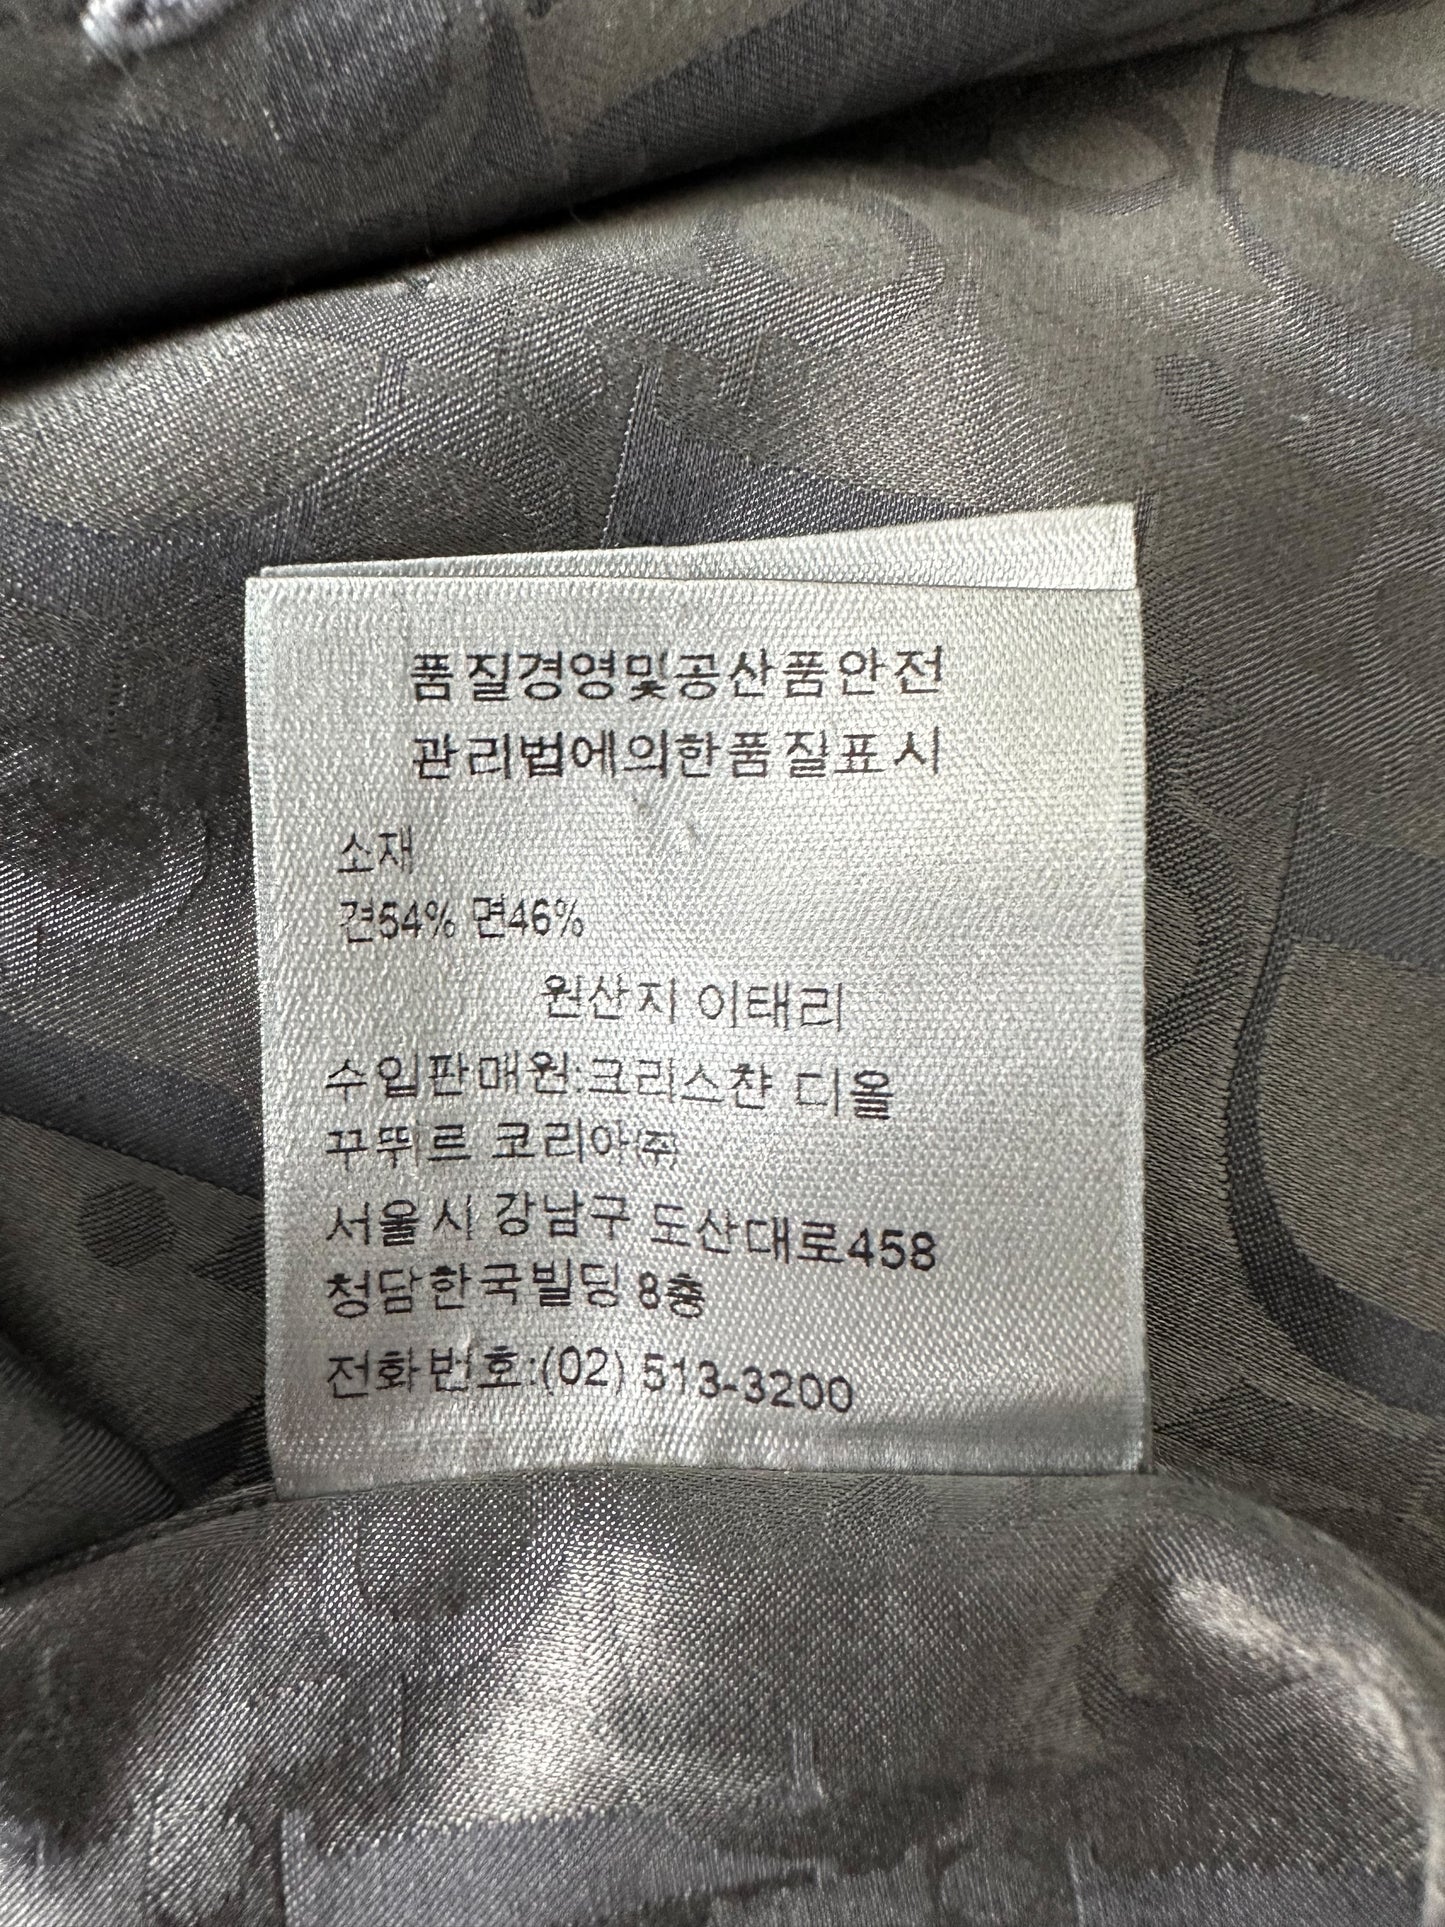 품질경영및공산품안전
관리법에의한품질표시
소재
견54% 면46%
원산지 이태리
수입판매원:크리스챤 디올
꾸뛰르 코리아㈜
서울시 강남구 도산대로458
청담한국빌딩 8층
전화번호:(02) 513-3200